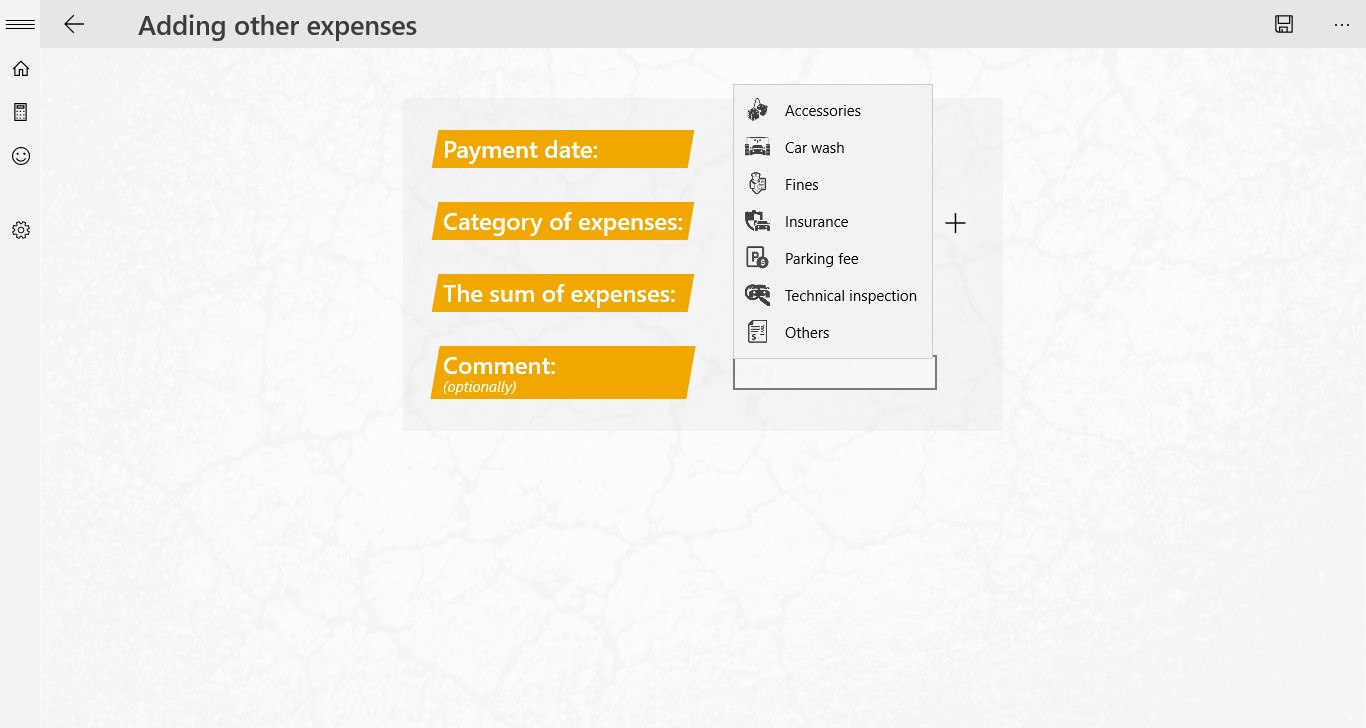 Adding other expenses
Payment date:
Category of expenses:
The sum of expenses:
Comment:
(optionally)
Accessories
Car wash
Fines
Insurance
Parking fee
Technical inspection
Others